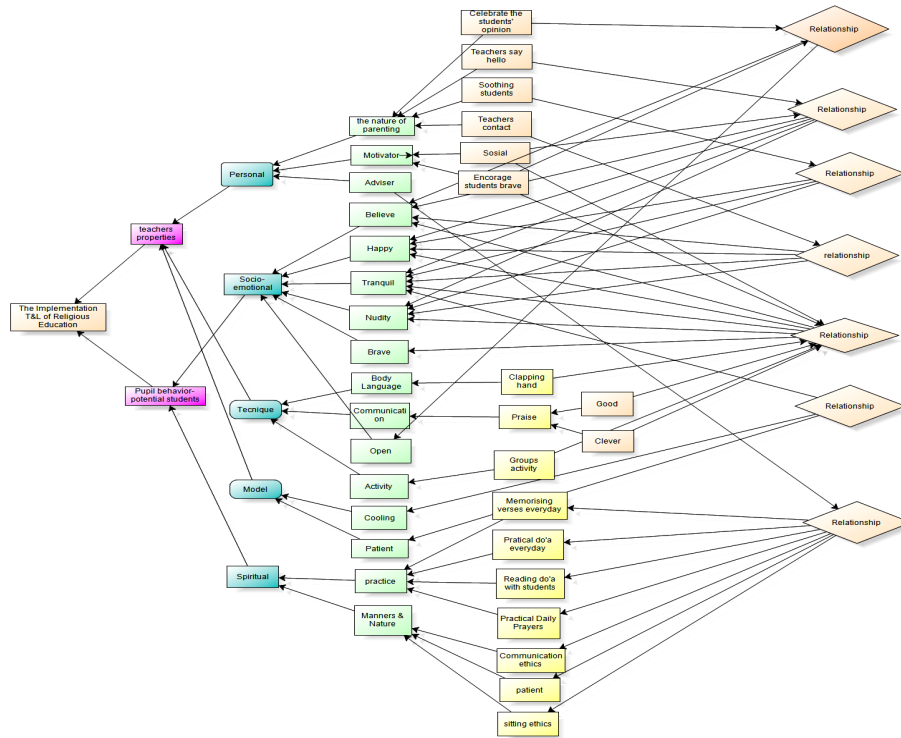 Celebrate the
students'
opinion
Relationship
Teachers say
hello
Soothing
students
Relationship
the nature of
parenting
Teachers
contact
Motivator
Sosial
Personal
Relationship
Adviser
Encorage
students brave
Believe
teachers
properties
Happy
relationship
Socio-
emotional
Tranquil
The Implementation
T&L of Religious
Education
Nudity
Relationship
Brave
Body
Language
Clapping
hand
Pupil behavior-
potential students
Good
Relationship
Tecnique
Communicati
on
Praise
Clever
Open
Groups
activity
Activity
Model
Memorising
verses everyday
Cooling
Relationship
Patient
Pratical do'a
everyday
Spiritual
practice
Reading do'a
with students
Manners &
Nature
Practical Daily
Prayers
Communication
ethics
patient
sitting ethics